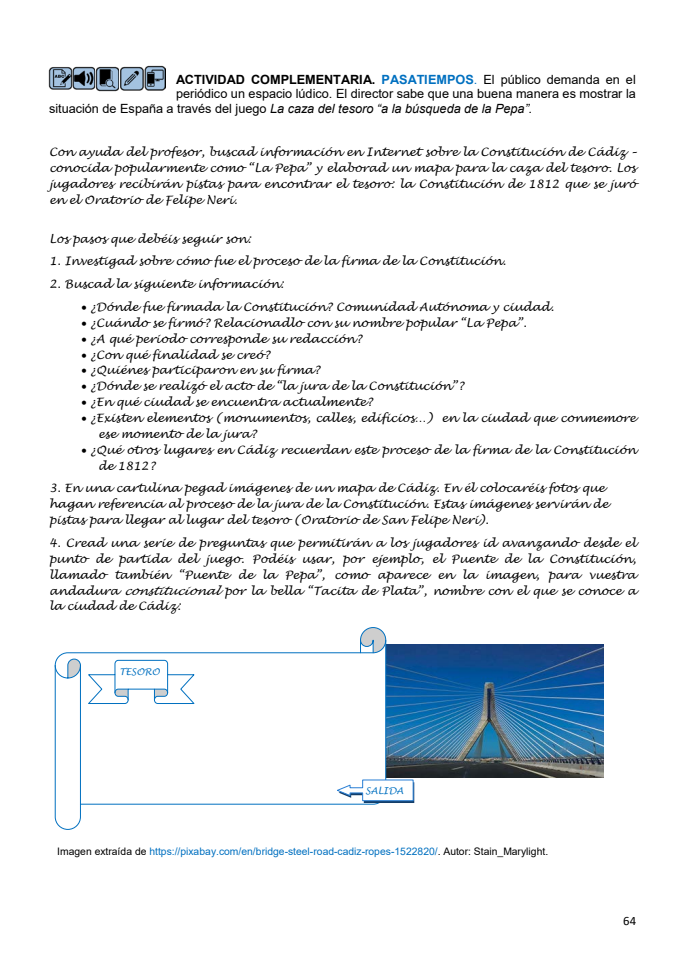 ACTIVIDAD COMPLEMENTARIA. PASATIEMPOS. El público demanda en el
periódico un espacio lúdico. El director sabe que una buena manera es mostrar la
situación de España a través del juego La caza del tesoro “a la búsqueda de la Pepa”.
Con ayuda del profesor, buscad información en Internet sobre la Constitución de Cádiz –
conocida popularmente como “La Pepa” y elaborad un mapa para la caza del tesoro. Los
jugadores recibirán pistas para encontrar el tesoro: la Constitución de 1812 que se juró
en el Oratorio de Felipe Neri.
Los pasos que debéis seguir son:
1. Investigad sobre cómo fue el proceso de la firma de la Constitución.
2. Buscad la siguiente información:
• ¿Dónde fue firmada la Constitución? Comunidad Autónoma y ciudad.
• ¿Cuándo se firmó? Relacionadlo con su nombre popular “La Pepa”.
• ¿A qué periodo corresponde su redacción?
• ¿Con qué finalidad se creó?
• ¿Quiénes participaron en su firma?
• ¿Dónde se realizó el acto de “la jura de la Constitución”?
• ¿En qué ciudad se encuentra actualmente?
• ¿Existen elementos (monumentos, calles, edificios...) en la ciudad que conmemore
ese momento de la jura?
• ¿Qué otros lugares en Cádiz recuerdan este proceso de la firma de la Constitución
de 1812?
3. En una cartulina pegad imágenes de un mapa de Cádiz. En él colocaréis fotos que
hagan referencia al proceso de la jura de la Constitución. Estas imágenes servirán de
pistas para llegar al lugar del tesoro (Oratorio de San Felipe Neri).
4. Cread una serie de preguntas que permitirán a los jugadores id avanzando desde el
punto de partida del juego. Podéis usar, por ejemplo, el Puente de la Constitución,
llamado también “Puente de la Pepa”, como aparece en la imagen, para vuestra
andadura constitucional por la bella “Tacita de Plata”, nombre con el que se conoce a
la ciudad de Cádiz:
TESORO
SALIDA
Imagen extraída de https://pixabay.com/en/bridge-steel-road-cadiz-ropes-1522820/. Autor: Stain_Marylight.
64